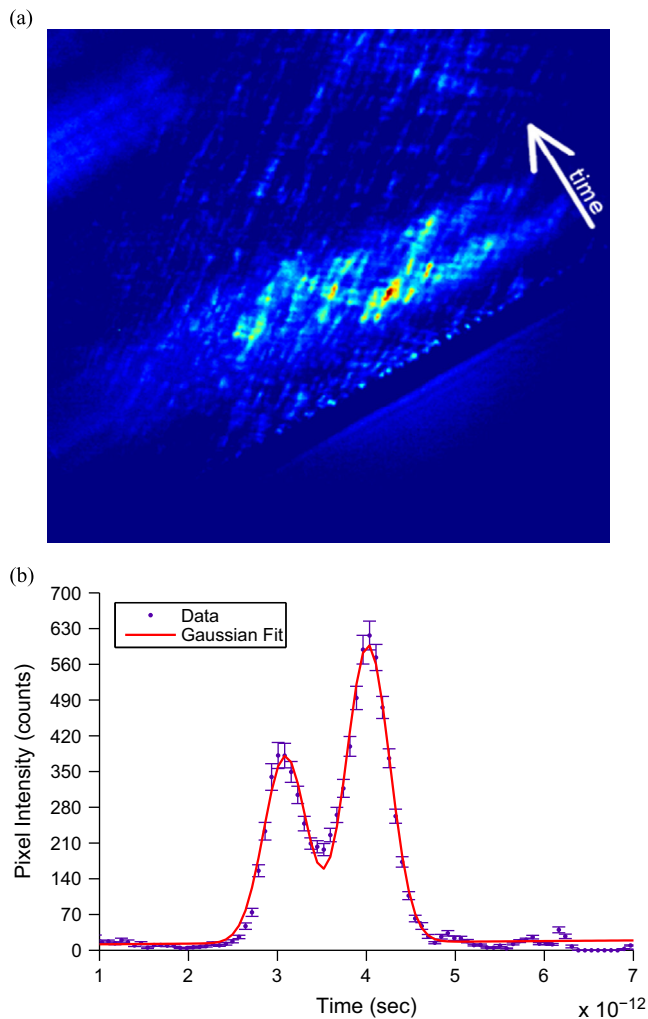 (a)
time
(b)
700
630
560
490
420
350
280
210
140
70
0
Pixel Intensity (counts)
Data
Gaussian Fit
1 2 3 4 5 6 7
Time (sec)
x 10⁻¹²